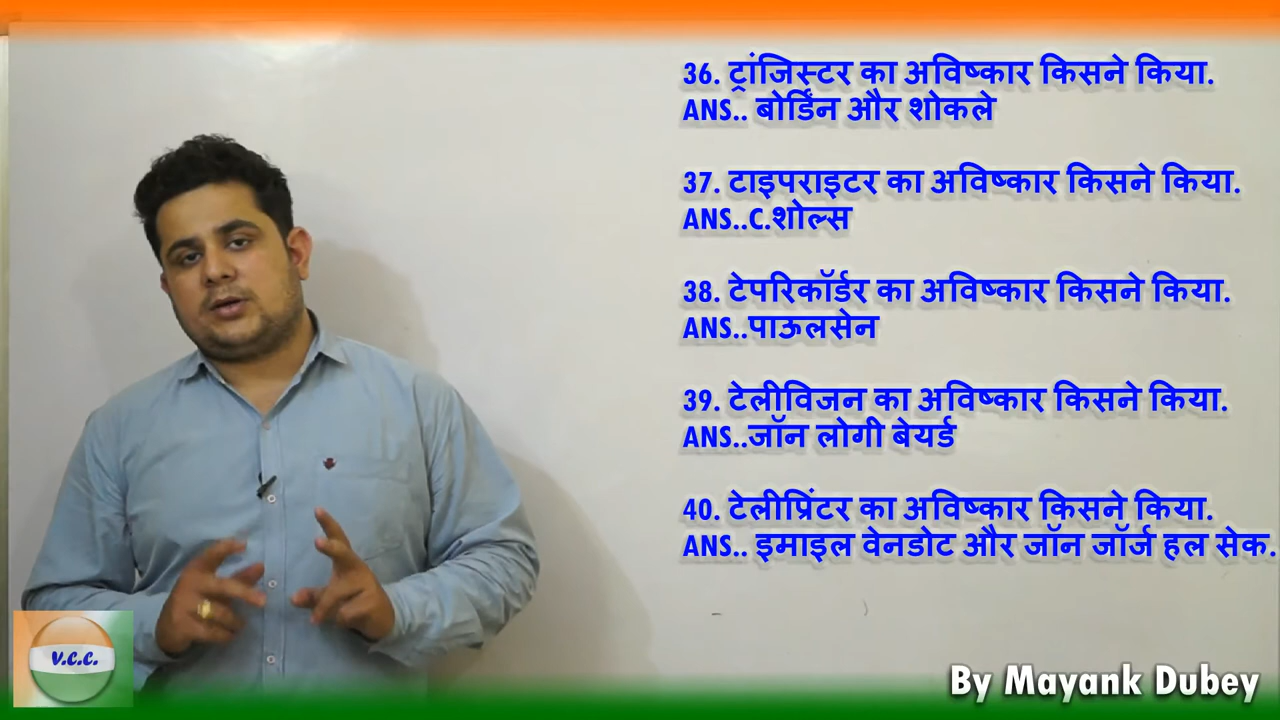 36. ट्रांजिस्टर का अविष्कार किसने किया.
ANS.. बोर्डिन और शोकले
37. टाइपराइटर का अविष्कार किसने किया.
ANS..C.शोल्स
38. टेपरिकॉर्डर का अविष्कार किसने किया.
ANS..पाऊलसेन
39. टेलीविजन का अविष्कार किसने किया.
ANS..जॉन लोगी बेयर्ड
40. टेलीप्रिंटर का अविष्कार किसने किया.
ANS.. इमाइल वेनडोट और जॉन जॉर्ज हल सेक.
V.C.C.
By Mayank Dubey